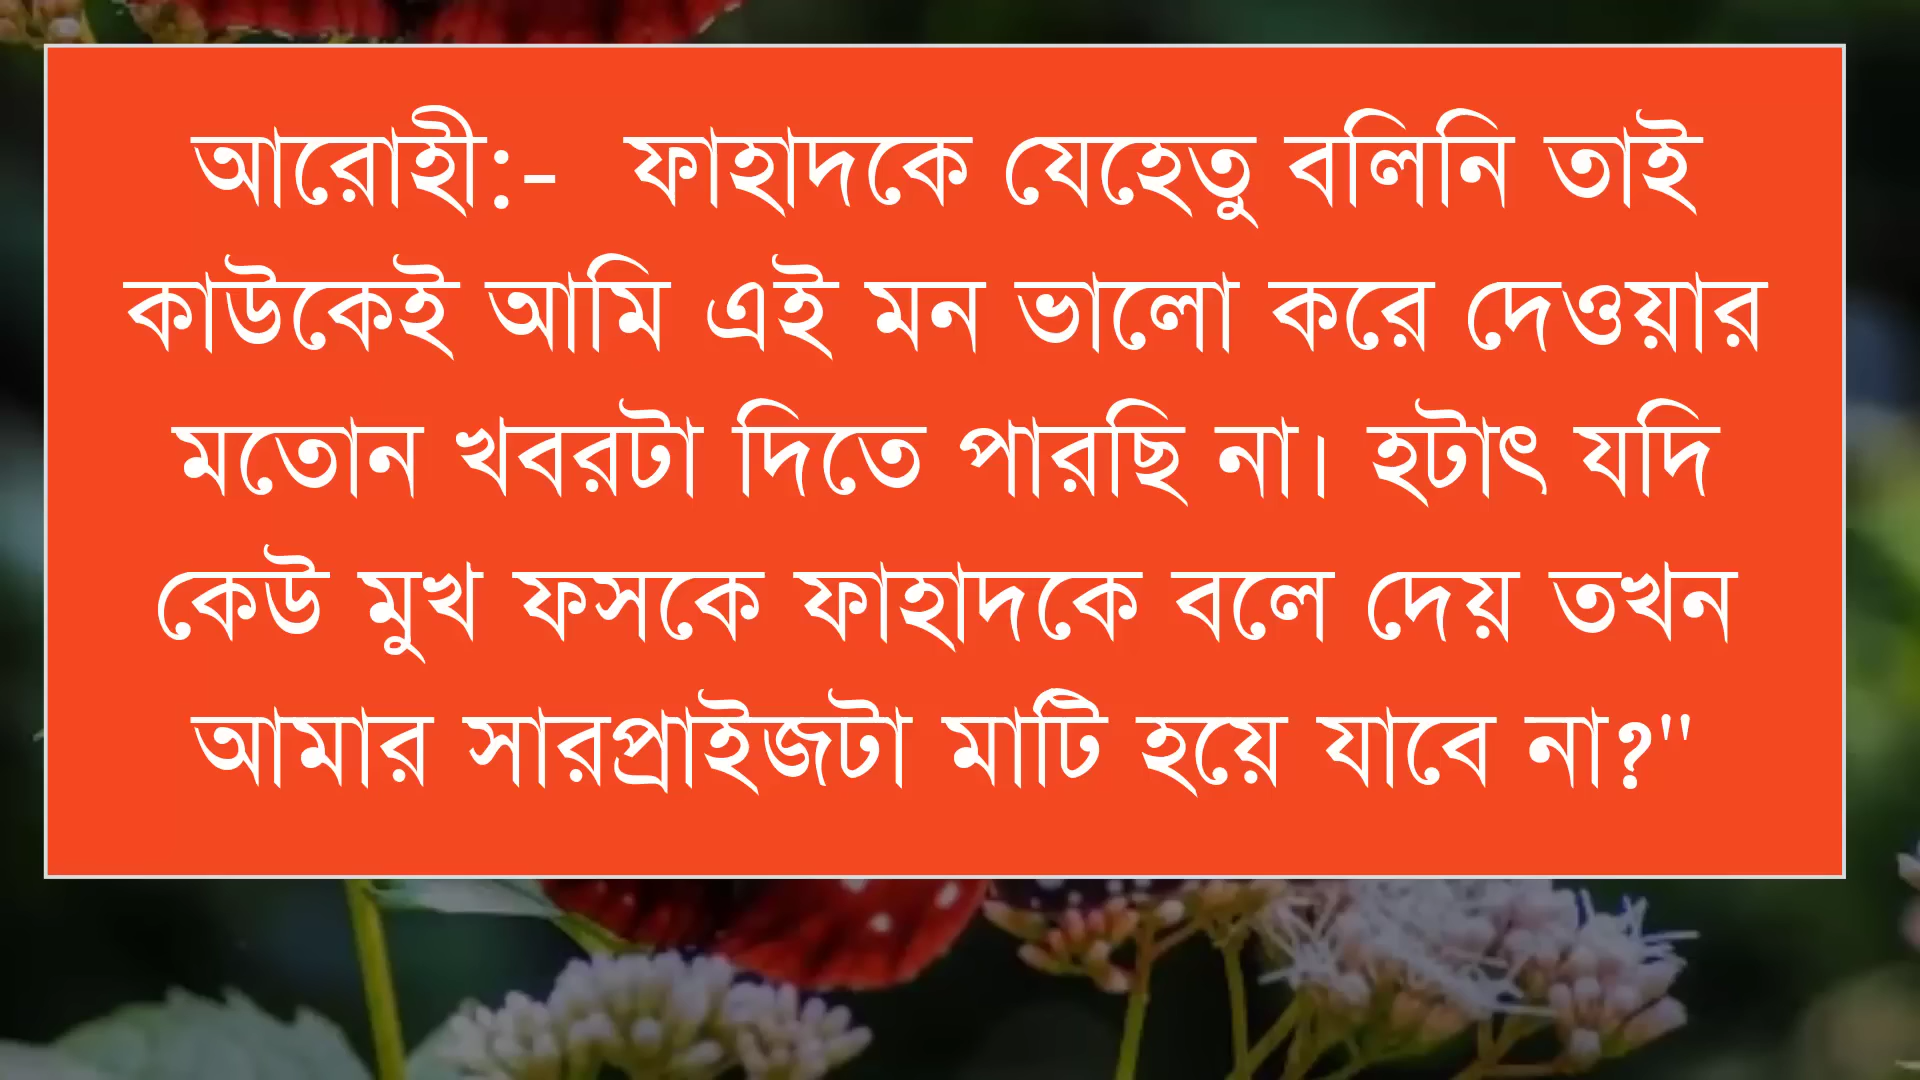 আরোহী:- ফাহাদকে যেহেতু বলিনি তাই
কাউকেই আমি এই মন ভালো করে দেওয়ার
মতোন খবরটা দিতে পারছি না। হটাৎ যদি
কেউ মুখ ফসকে ফাহাদকে বলে দেয় তখন
আমার সারপ্রাইজটা মাটি হয়ে যাবে না?"